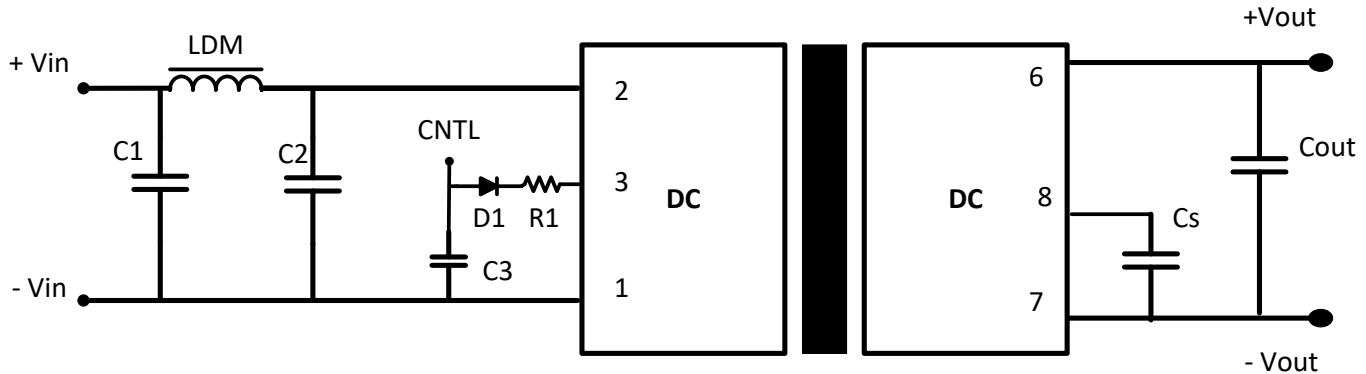 LDM
+ Vin
C1
C2
CNTL
D1
R1
C3
- Vin
2
3
1
DC
DC
6
8
7
Cs
Cout
+Vout
- Vout